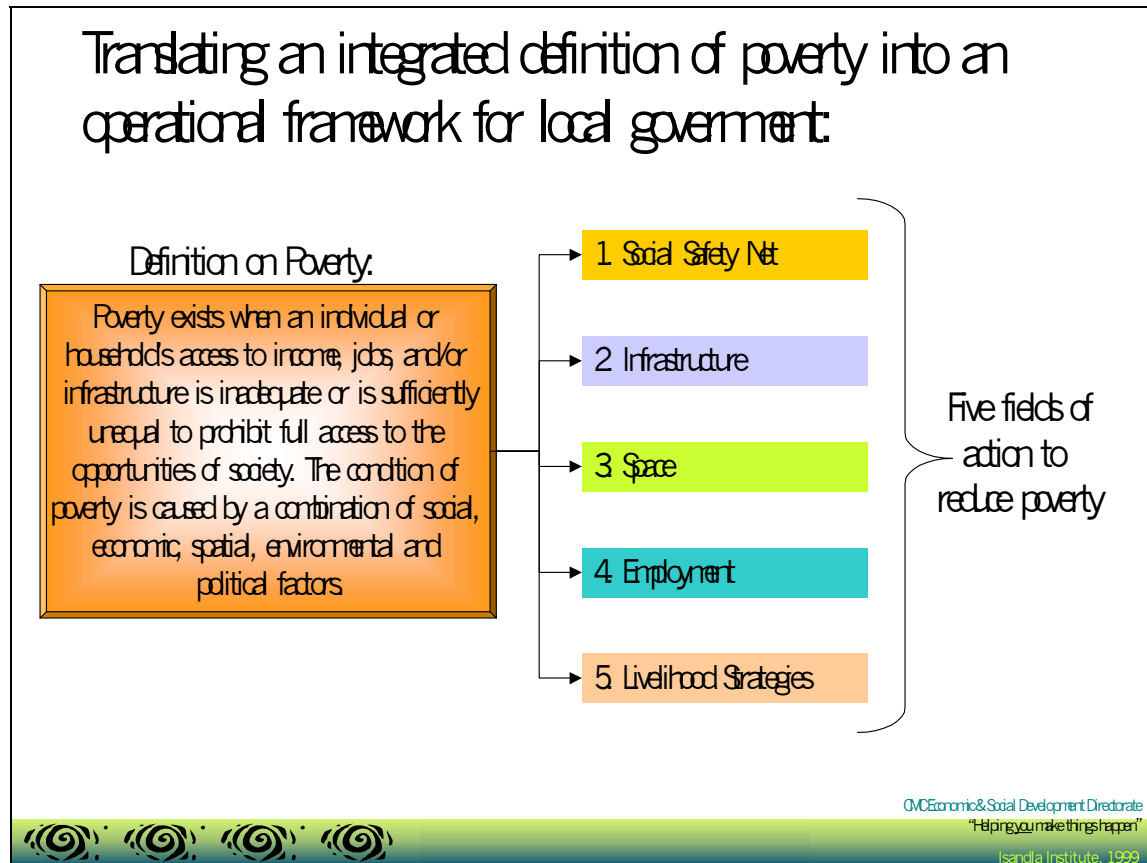 Translating an integrated definition of poverty into an
operational framework for local government:
Definition on Poverty:
Poverty exists when an individual or
household's access to income, jobs, and/or
infrastructure is inadequate or is sufficiently
unequal to prohibit full access to the
opportunities of society. The condition of
poverty is caused by a combination of social,
economic, spatial, environmental and
political factors.
1. Social Safety Net
2. Infrastructure
3. Space
4. Employment
5. Livelihood Strategies
Five fields of
action to
reduce poverty
CMC Economic & Social Development Directorate
"Helping you make things happen"
Isandla Institute, 1999